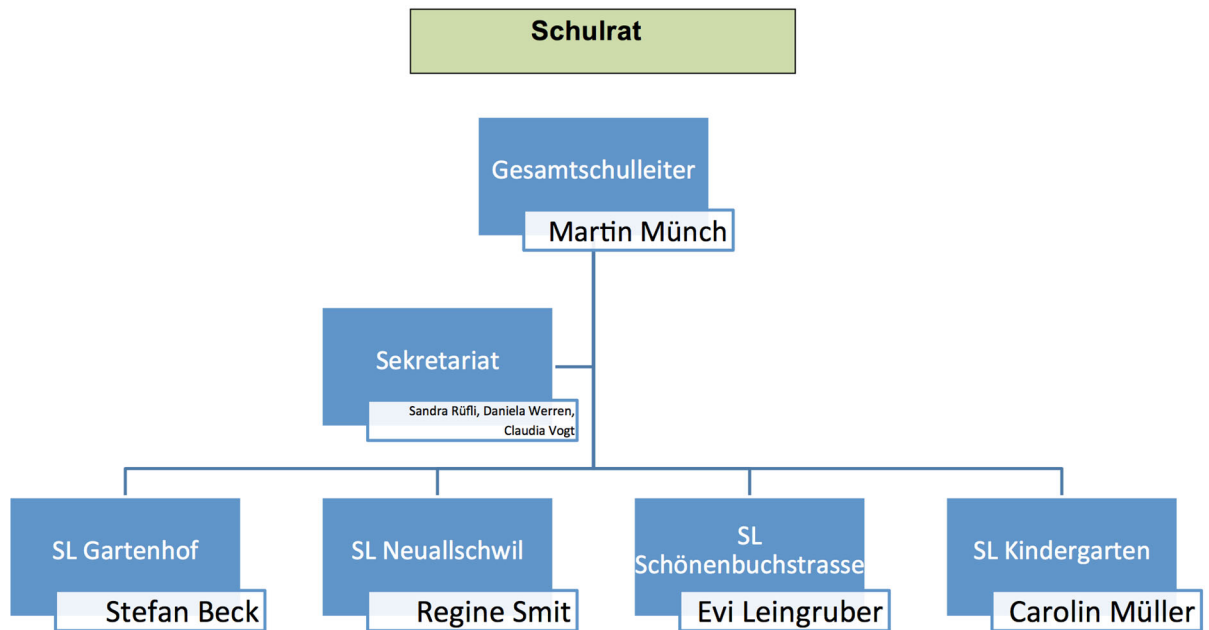 Schulrat
Gesamtschulleiter
Martin Münch
Sekretariat
Sandra Rüfli, Daniela Werren,
Claudia Vogt
SL Gartenhof
Stefan Beck
SL Neuallschwil
Regine Smit
SL
Schönenbuchstrasse
Evi Leingruber
SL Kindergarten
Carolin Müller